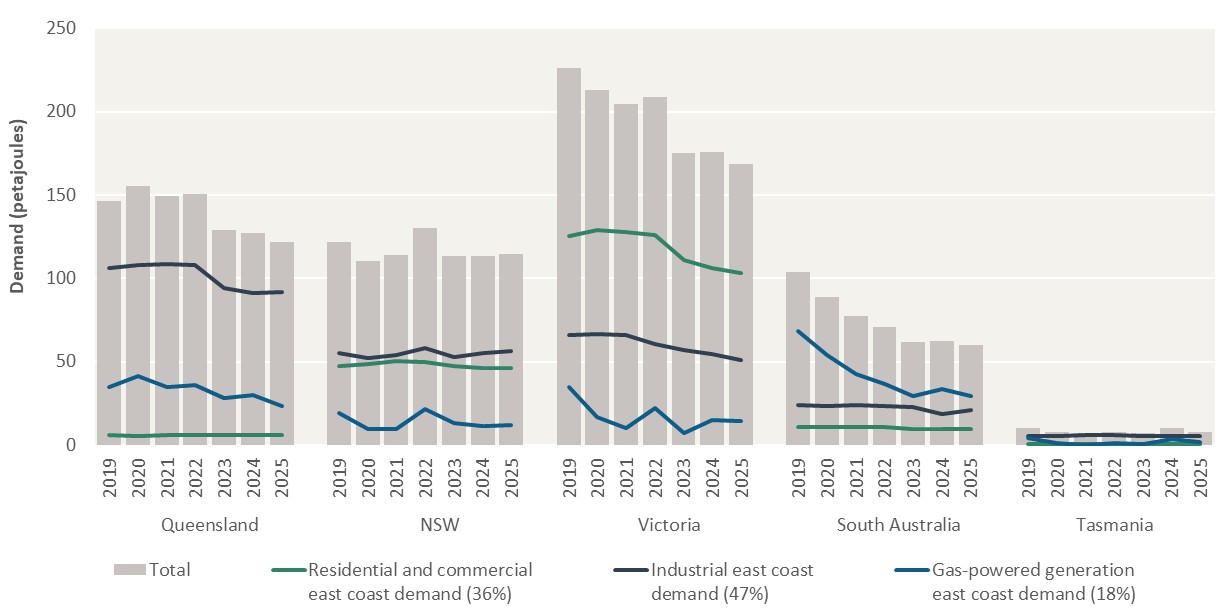 250
200
150
100
50
0
Demand (petajoules)
2019 2020 2021 2022 2023 2024 2025
2019 2020 2021 2022 2023 2024 2025
2019 2020 2021 2022 2023 2024 2025
2019 2020 2021 2022 2023 2024 2025
2019 2020 2021 2022 2023 2024 2025
Queensland
NSW
Victoria
South Australia
Tasmania
Total
Residential and commercial
east coast demand (36%)
Industrial east coast
demand (47%)
Gas-powered generation
east coast demand (18%)